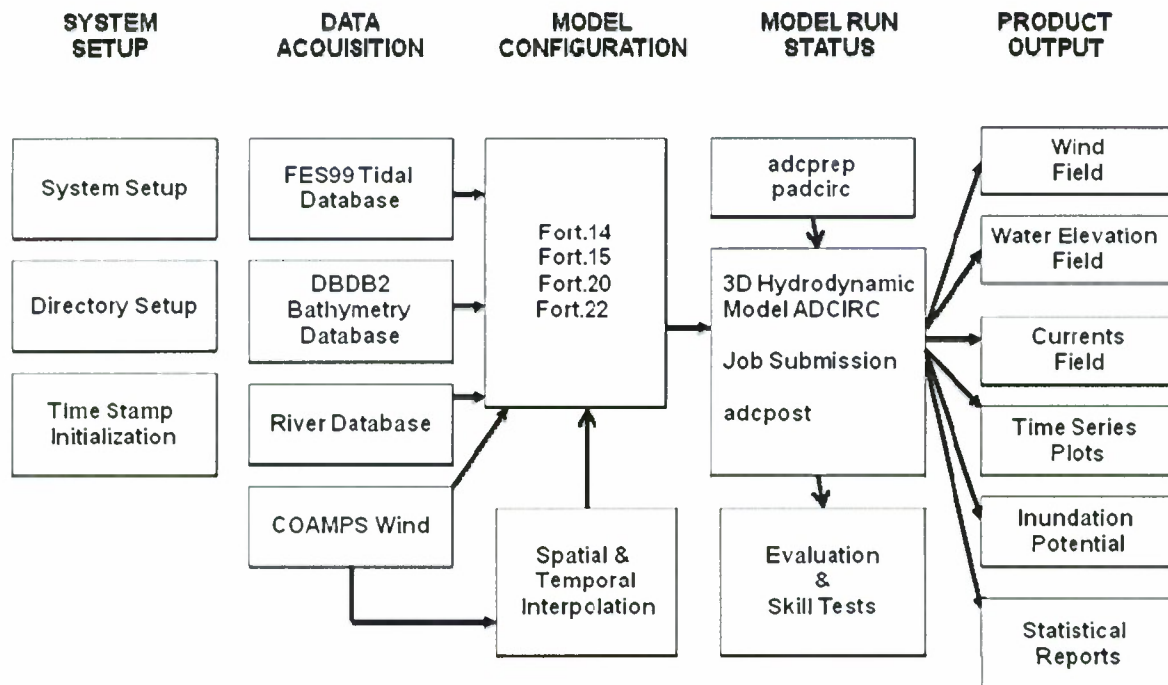 SYSTEM
SETUP
DATA
ACQUISITION
MODEL
CONFIGURATION
MODEL RUN
STATUS
PRODUCT
OUTPUT
System Setup
Directory Setup
Time Stamp
Initialization
FES99 Tidal
Database
DBDB2
Bathymetry
Database
River Database
COAMPS Wind
Fort.14
Fort.15
Fort.20
Fort.22
Spatial &
Temporal
Interpolation
adcprep
padcirc
3D Hydrodynamic
Model ADCIRC
Job Submission
adcpost
Evaluation
&
Skill Tests
Wind
Field
Water Elevation
Field
Currents
Field
Time Series
Plots
Inundation
Potential
Statistical
Reports